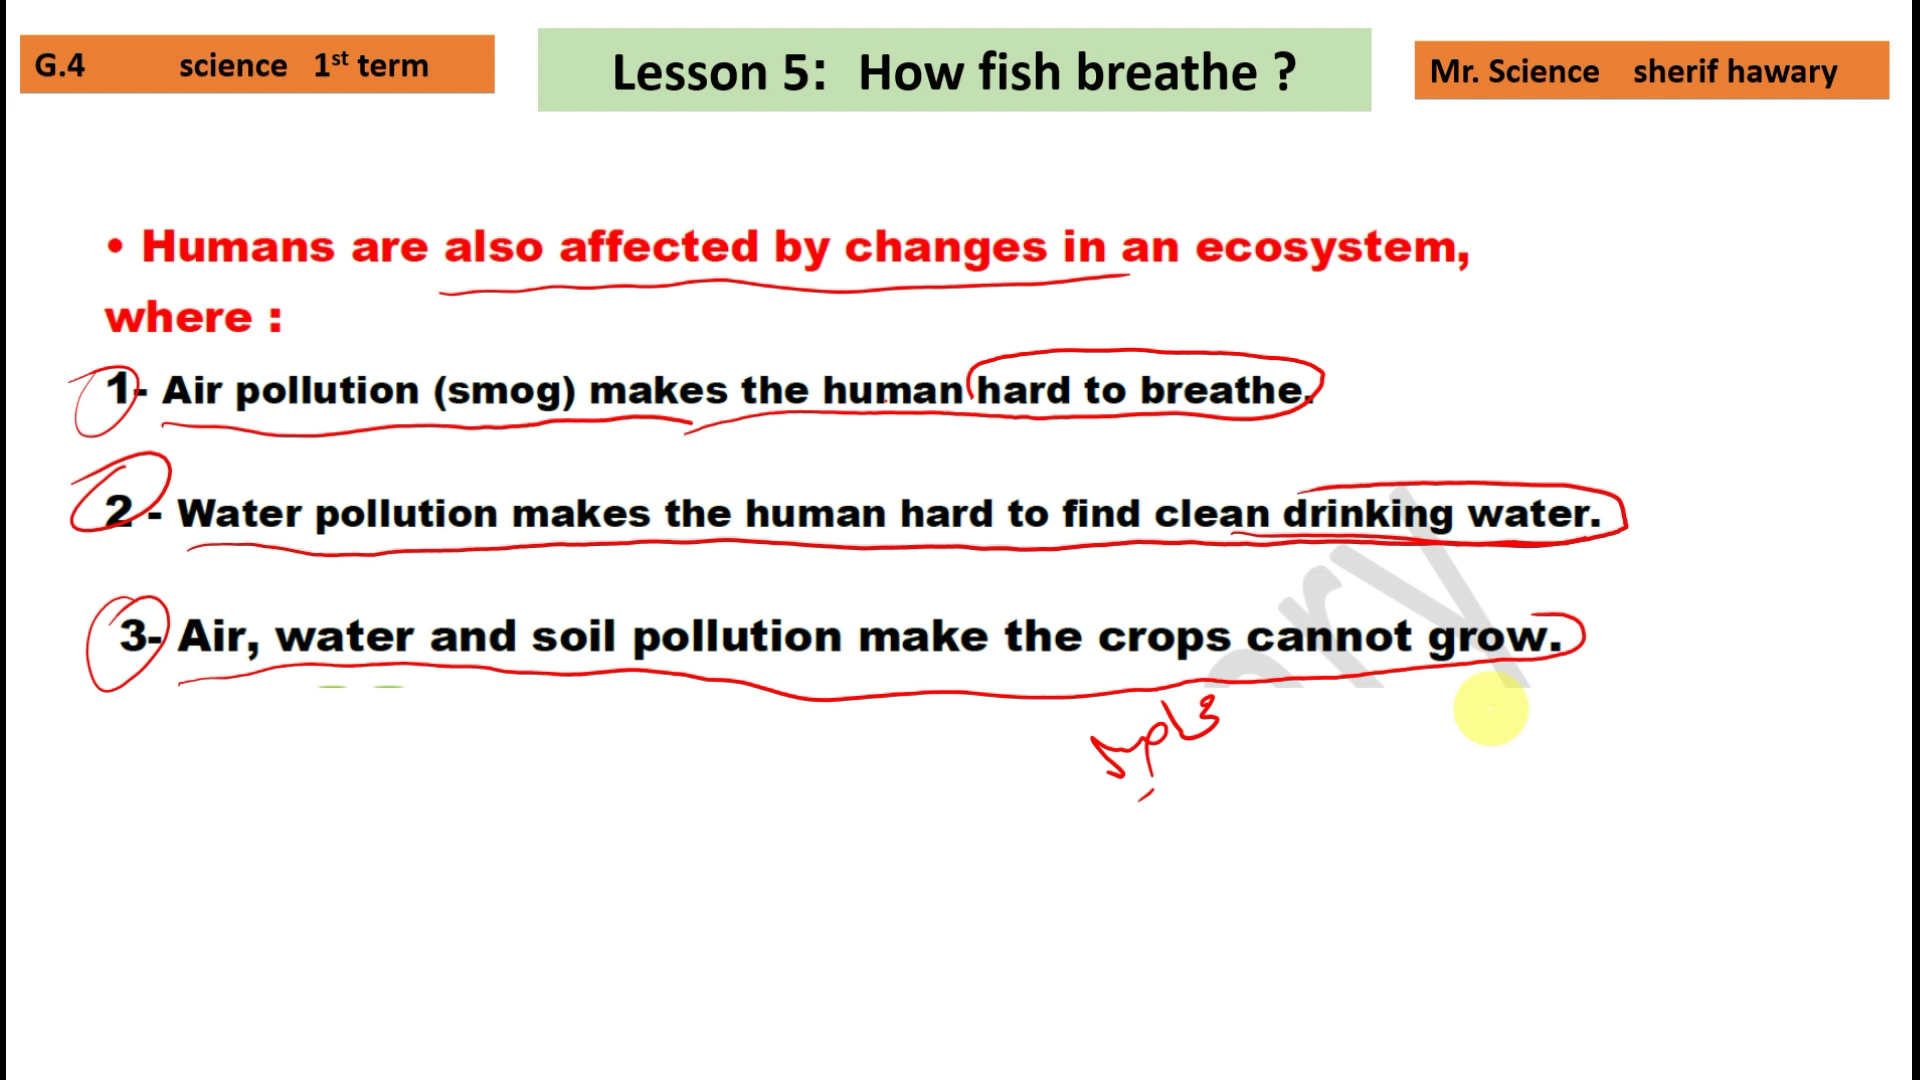 G.4 science 1st term
Lesson 5: How fish breathe ?
Mr. Science sherif hawary
• Humans are also affected by changes in an ecosystem,
where :
1- Air pollution (smog) makes the human hard to breathe.
2 - Water pollution makes the human hard to find clean drinking water.
3- Air, water and soil pollution make the crops cannot grow.